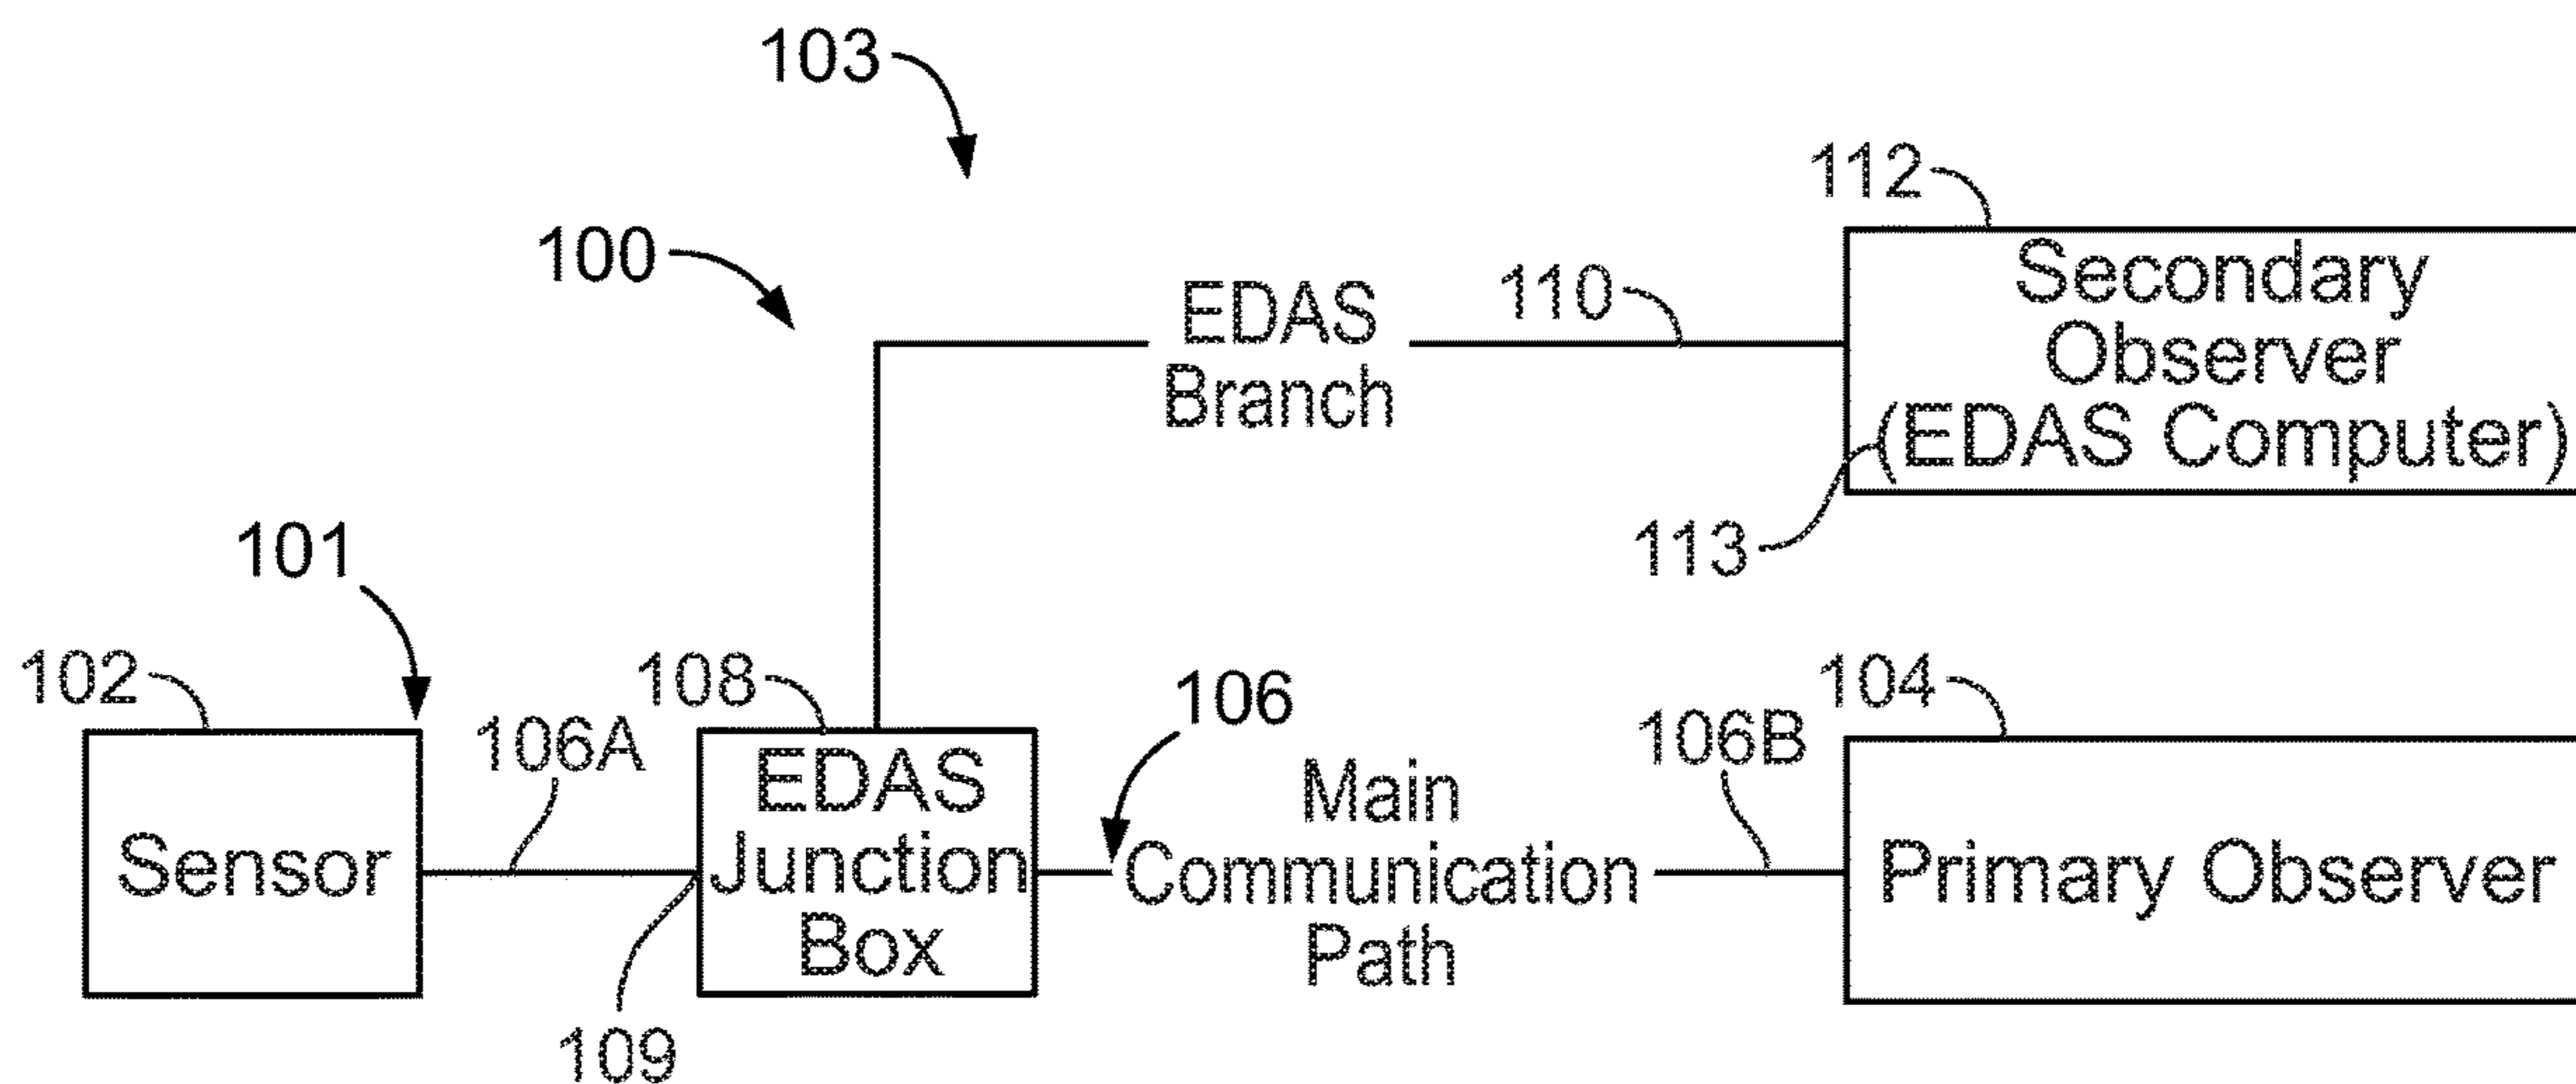 103
112
100
EDAS
Branch
110
Secondary
Observer
(EDAS Computer)
113
101
102
106A
108
EDAS
Junction
Box
109
106
Main
Communication
Path
106B
104
Sensor
Primary Observer